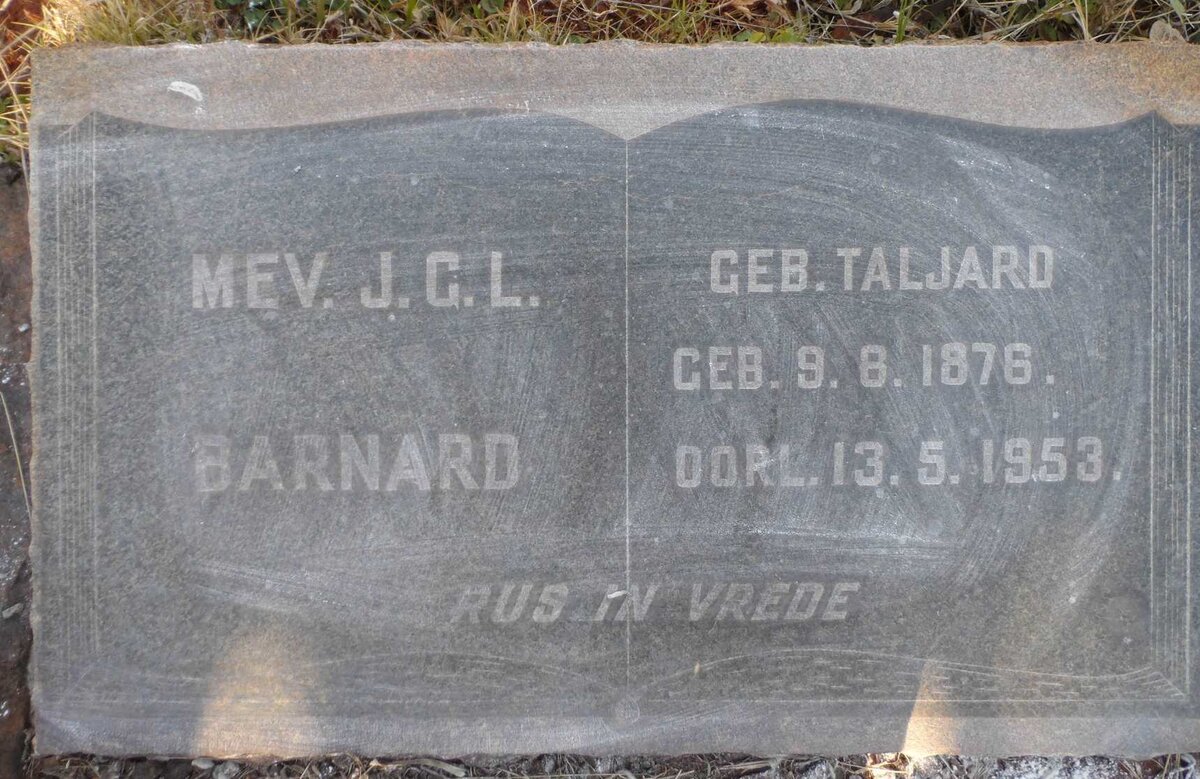 MEV. J. G. L.
BARNARD
GEB. TALJARD
GEB. 9. 8. 1876.
OORL. 13. 5. 1953.
RUS IN VREDE